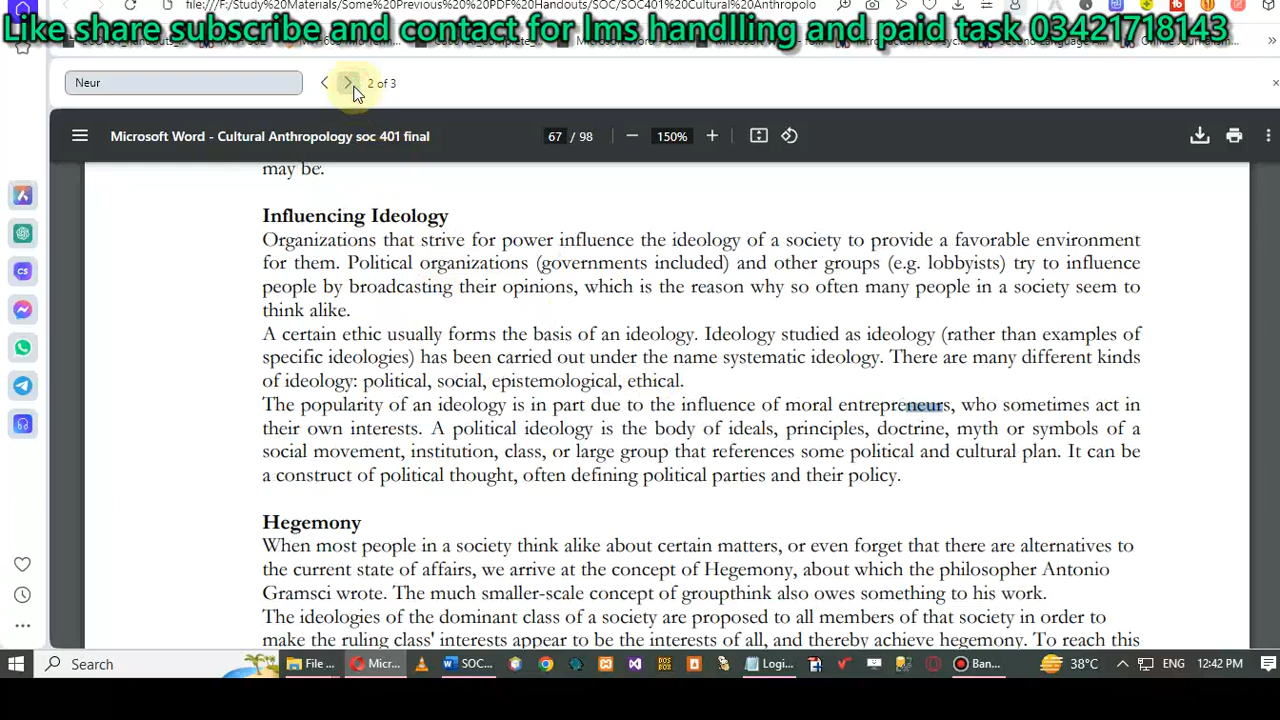 file:///F:/Study%20Materials/Some%20Previous%20%20PDF%20Handouts/SOC/SOC401%20Cultural%20Anthropolo
Like share subscribe and contact for lms handlling and paid task 03421718143
Neur
2 of 3
Microsoft Word - Cultural Anthropology soc 401 final
67 / 98
150%
may be.
Influencing Ideology
Organizations that strive for power influence the ideology of a society to provide a favorable environment
for them. Political organizations (governments included) and other groups (e.g. lobbyists) try to influence
people by broadcasting their opinions, which is the reason why so often many people in a society seem to
think alike.
A certain ethic usually forms the basis of an ideology. Ideology studied as ideology (rather than examples of
specific ideologies) has been carried out under the name systematic ideology. There are many different kinds
of ideology: political, social, epistemological, ethical.
The popularity of an ideology is in part due to the influence of moral entrepreneurs, who sometimes act in
their own interests. A political ideology is the body of ideals, principles, doctrine, myth or symbols of a
social movement, institution, class, or large group that references some political and cultural plan. It can be
a construct of political thought, often defining political parties and their policy.
Hegemony
When most people in a society think alike about certain matters, or even forget that there are alternatives to
the current state of affairs, we arrive at the concept of Hegemony, about which the philosopher Antonio
Gramsci wrote. The much smaller-scale concept of groupthink also owes something to his work.
The ideologies of the dominant class of a society are proposed to all members of that society in order to
make the ruling class' interests appear to be the interests of all, and thereby achieve hegemony. To reach this
CS
Search
File ...
Micr...
SOC...
Logi...
Ban...
38°C
ENG
12:42 PM